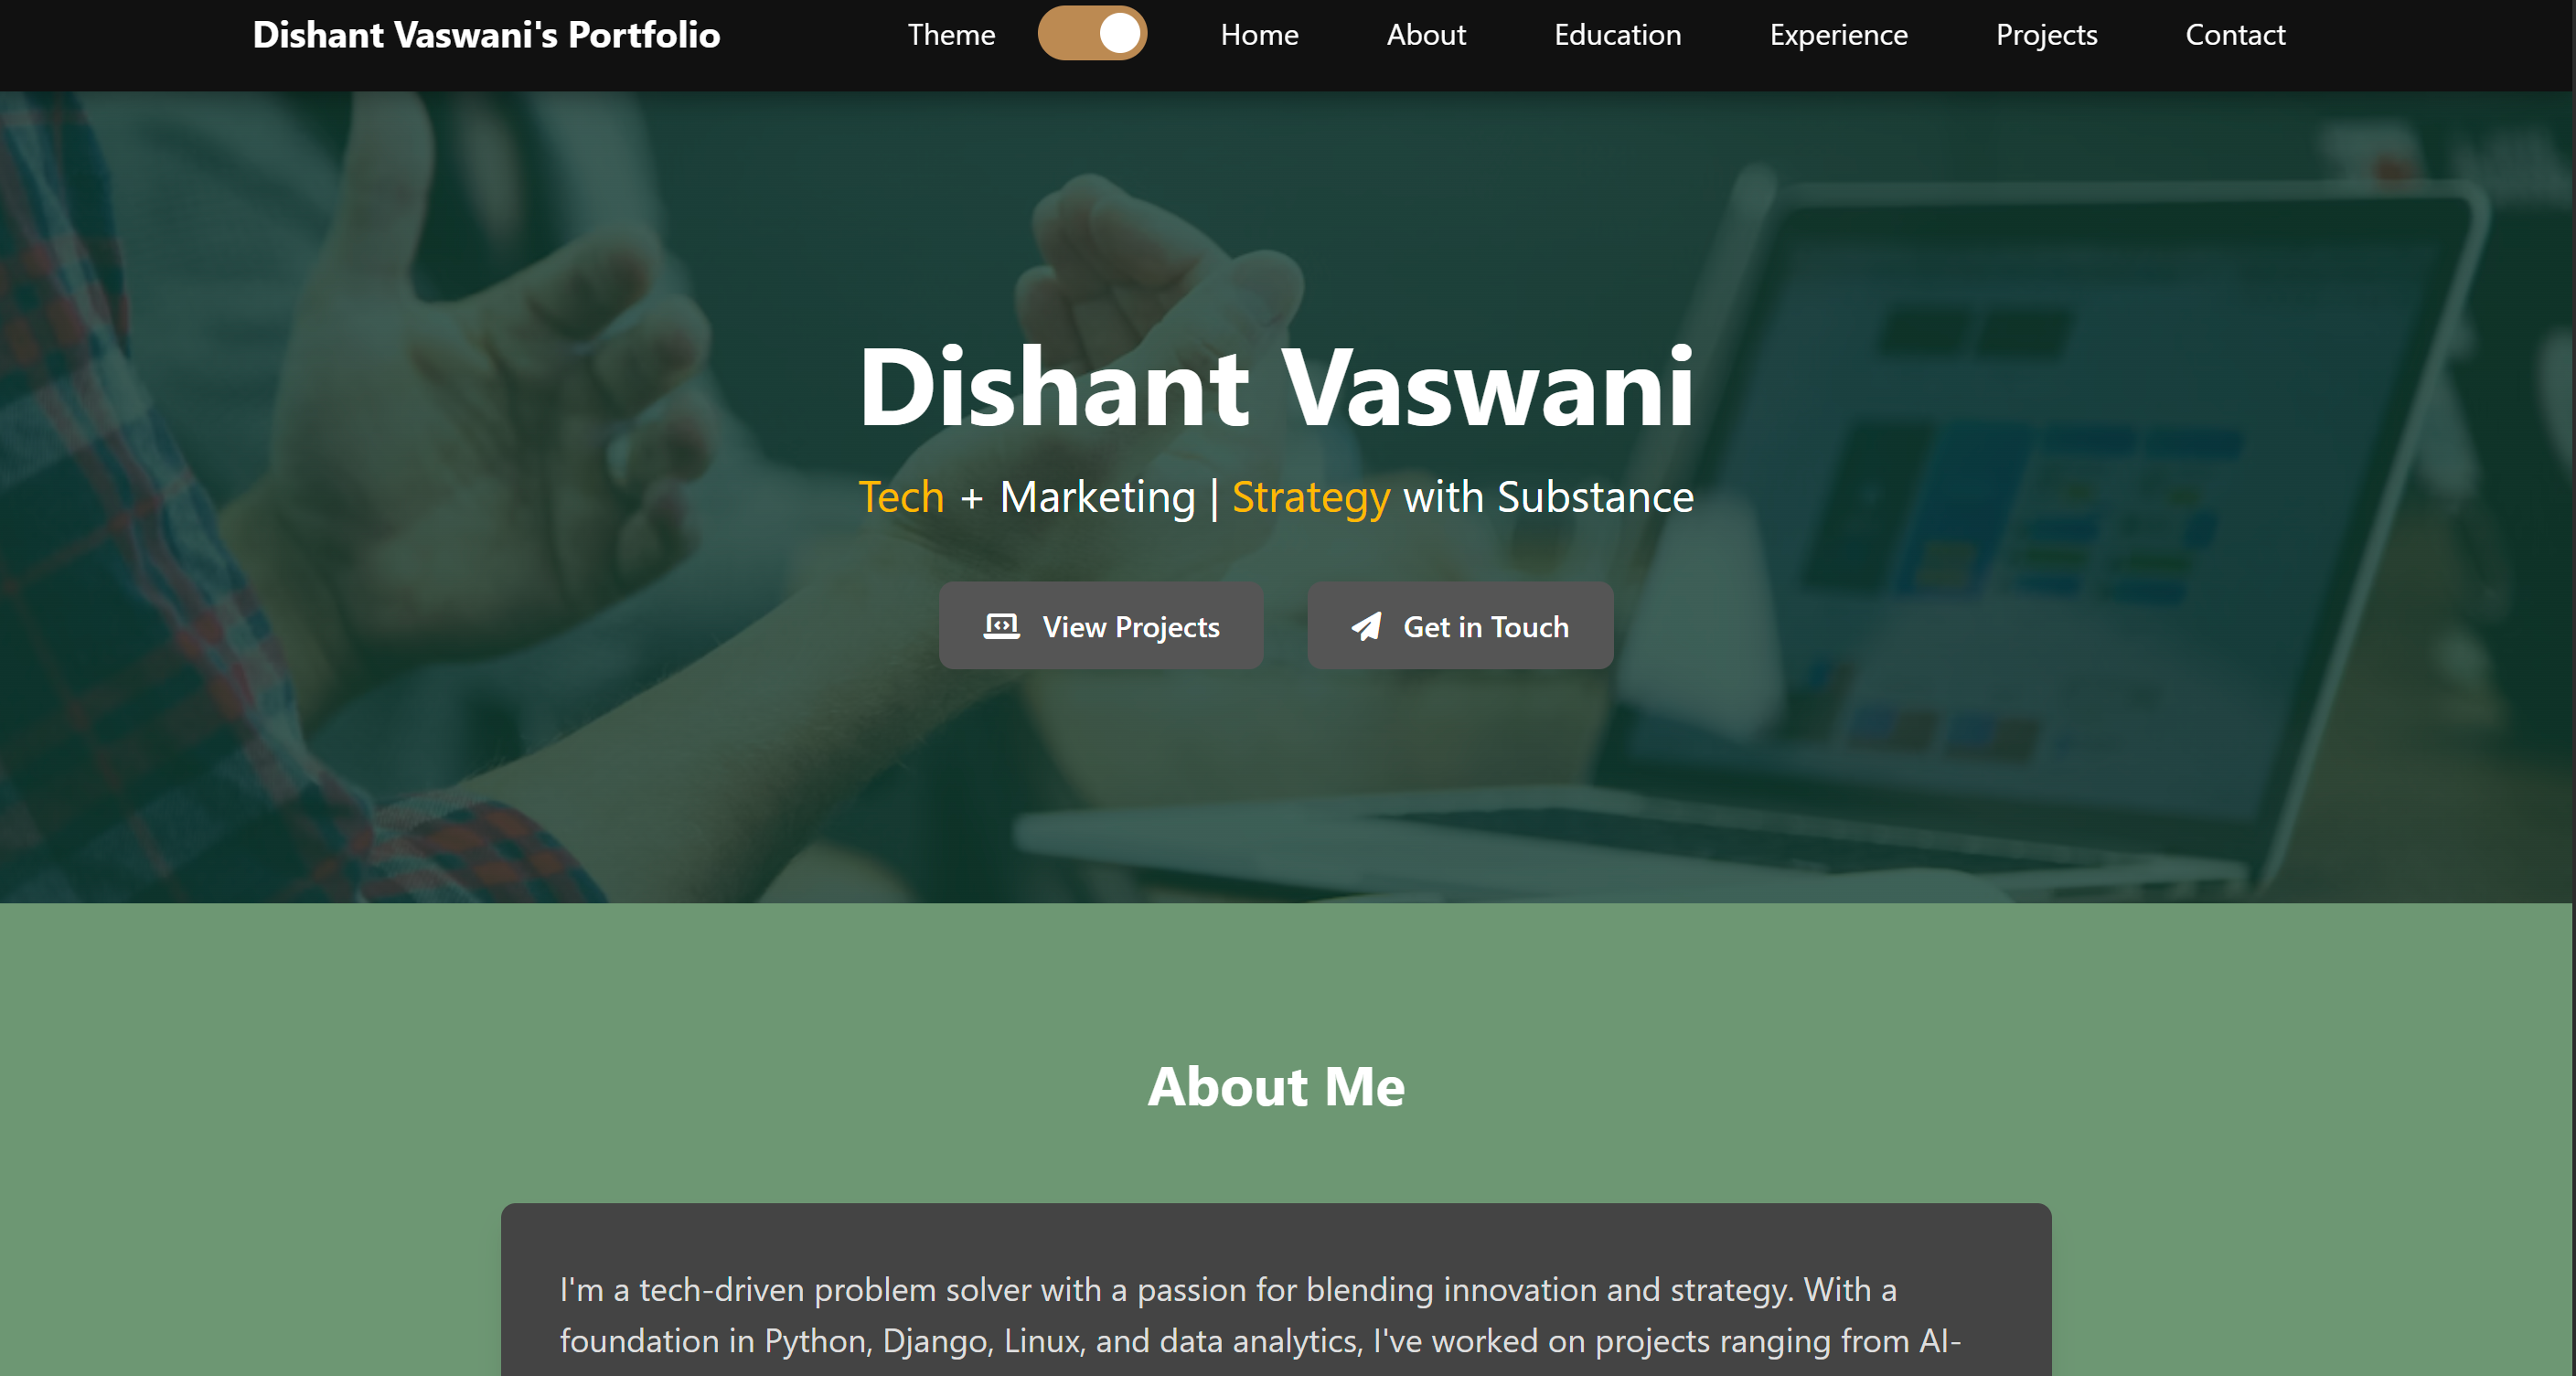 Dishant Vaswani's Portfolio Theme Home About Education Experience Projects Contact
Dishant Vaswani
Tech + Marketing | Strategy with Substance
View Projects Get in Touch
About Me
I'm a tech-driven problem solver with a passion for blending innovation and strategy. With a
foundation in Python, Django, Linux, and data analytics, I've worked on projects ranging from AI-